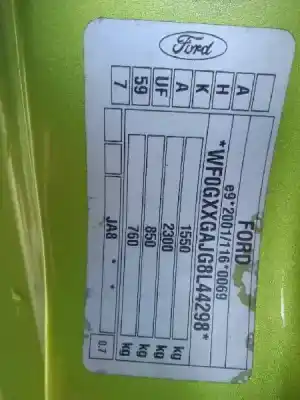 Ford
FORD
e9*2001/116*0069
*WF0GXXGAJG8L44298*
1550 kg
2300 kg
850 kg
760 kg
A
H
K
A
UF
59
7
JA8 * *
0.7